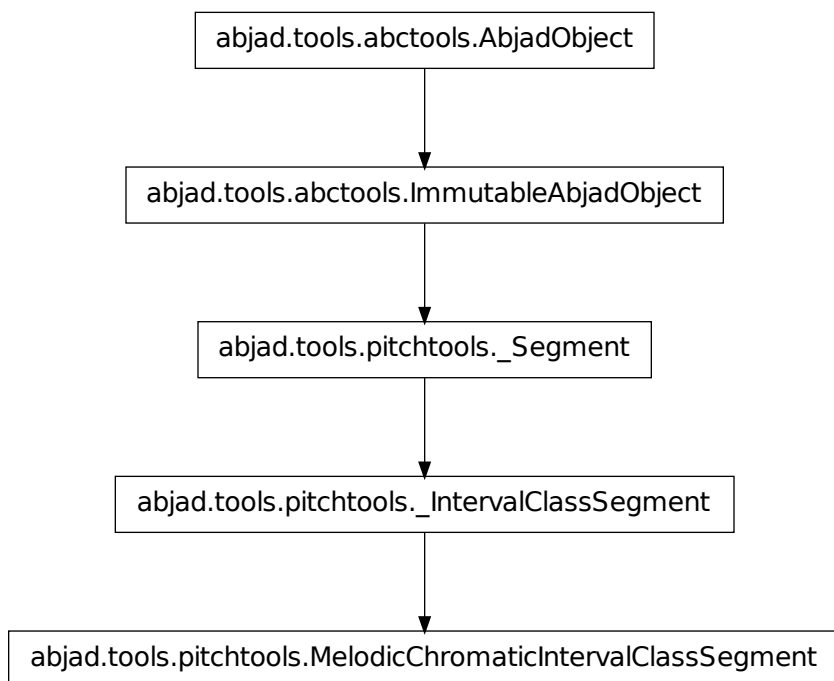 abjad.tools.abctools.AbjadObject
abjad.tools.abctools.ImmutableAbjadObject
abjad.tools.pitchtools._Segment
abjad.tools.pitchtools._IntervalClassSegment
abjad.tools.pitchtools.MelodicChromaticIntervalClassSegment